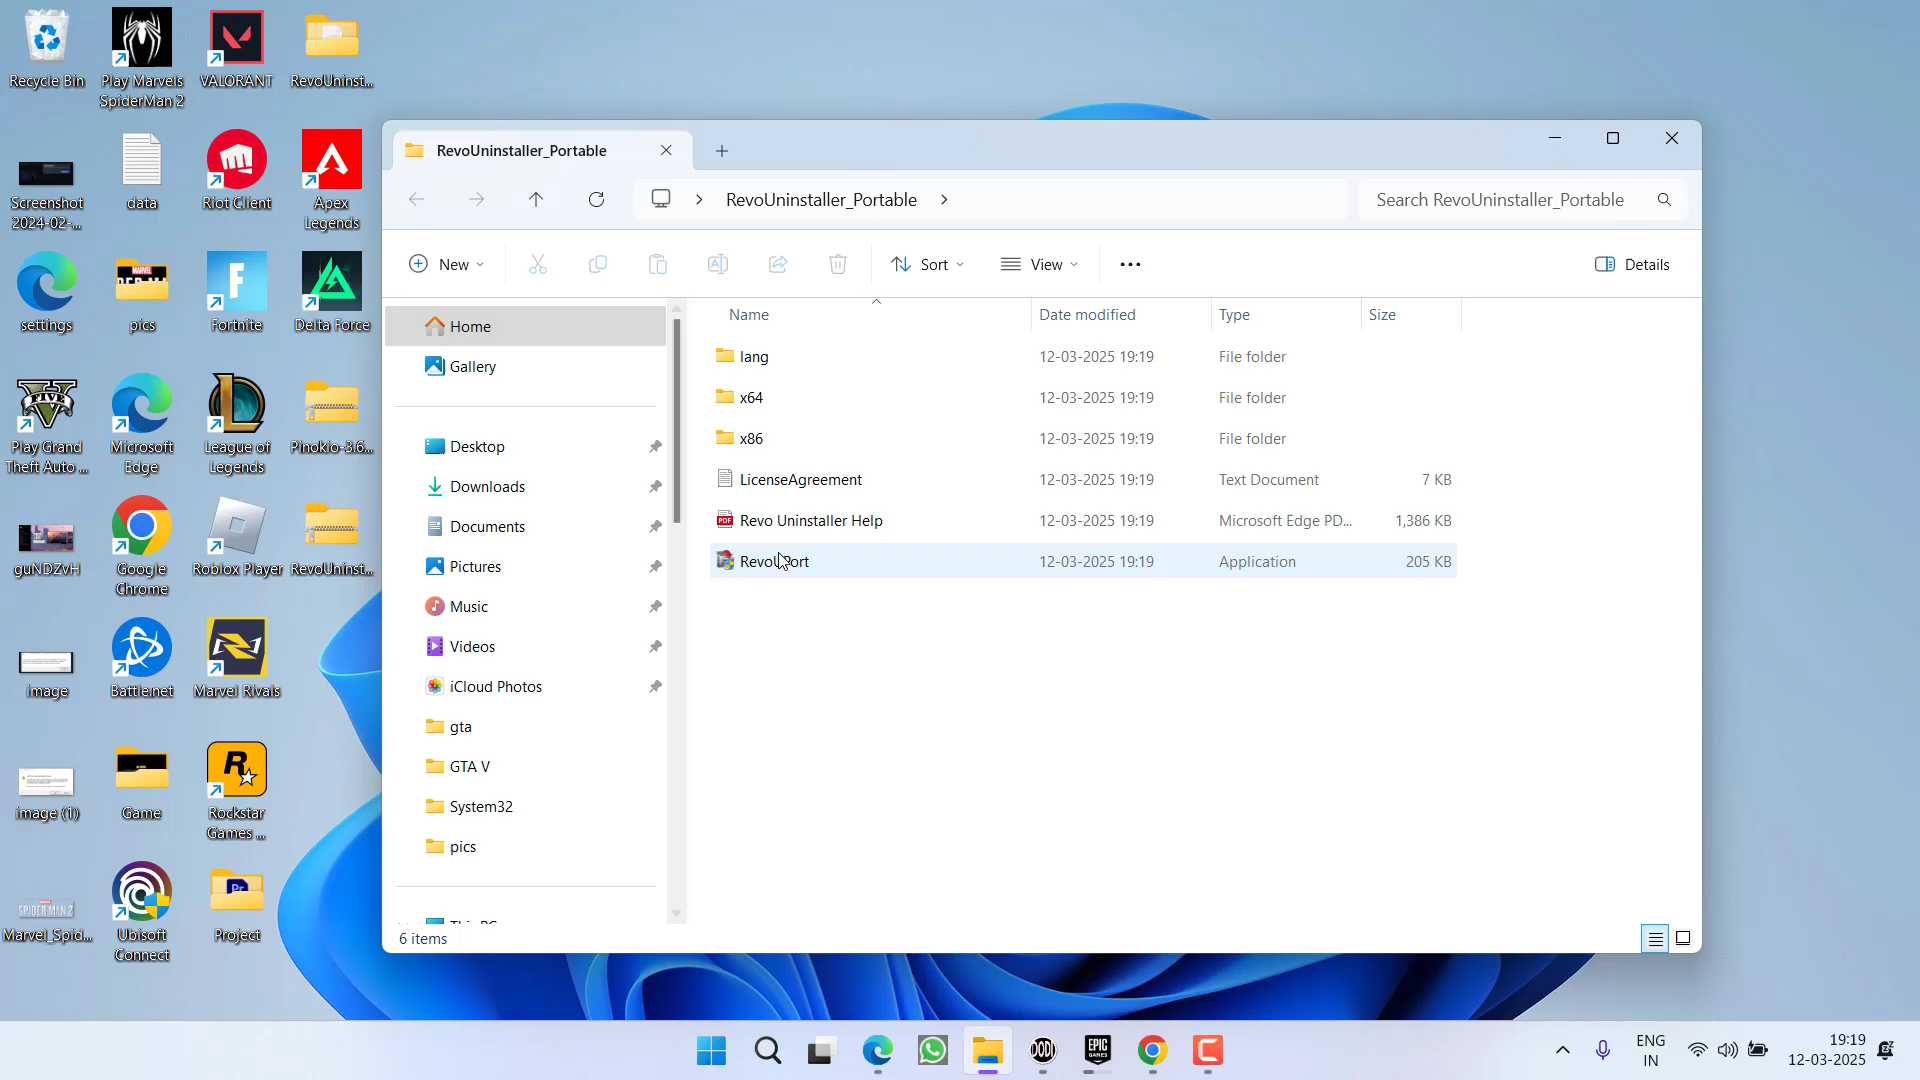 Recycle Bin
Play Marvels
SpiderMan 2
VALORANT
RevoUninst...
Screenshot
2024-02-...
data
Riot Client
Apex
Legends
settings
pics
Fortnite
Delta Force
Play Grand
Theft Auto ...
Microsoft
Edge
League of
Legends
Pinokio-3.6...
guNDZvH
Google
Chrome
Roblox Player
RevoUninst...
image
Battle.net
Marvel Rivals
image (1)
Game
Rockstar
Games ...
Marvel_Spid...
Ubisoft
Connect
Project
RevoUninstaller_Portable
RevoUninstaller_Portable
Search RevoUninstaller_Portable
New
Sort
View
Details
Home
Gallery
Desktop
Downloads
Documents
Pictures
Music
Videos
iCloud Photos
gta
GTA V
System32
pics
This PC
Name Date modified Type Size
lang 12-03-2025 19:19 File folder
x64 12-03-2025 19:19 File folder
x86 12-03-2025 19:19 File folder
LicenseAgreement 12-03-2025 19:19 Text Document 7 KB
Revo Uninstaller Help 12-03-2025 19:19 Microsoft Edge PD... 1,386 KB
RevoUPort 12-03-2025 19:19 Application 205 KB
6 items
ENG
IN
19:19
12-03-2025